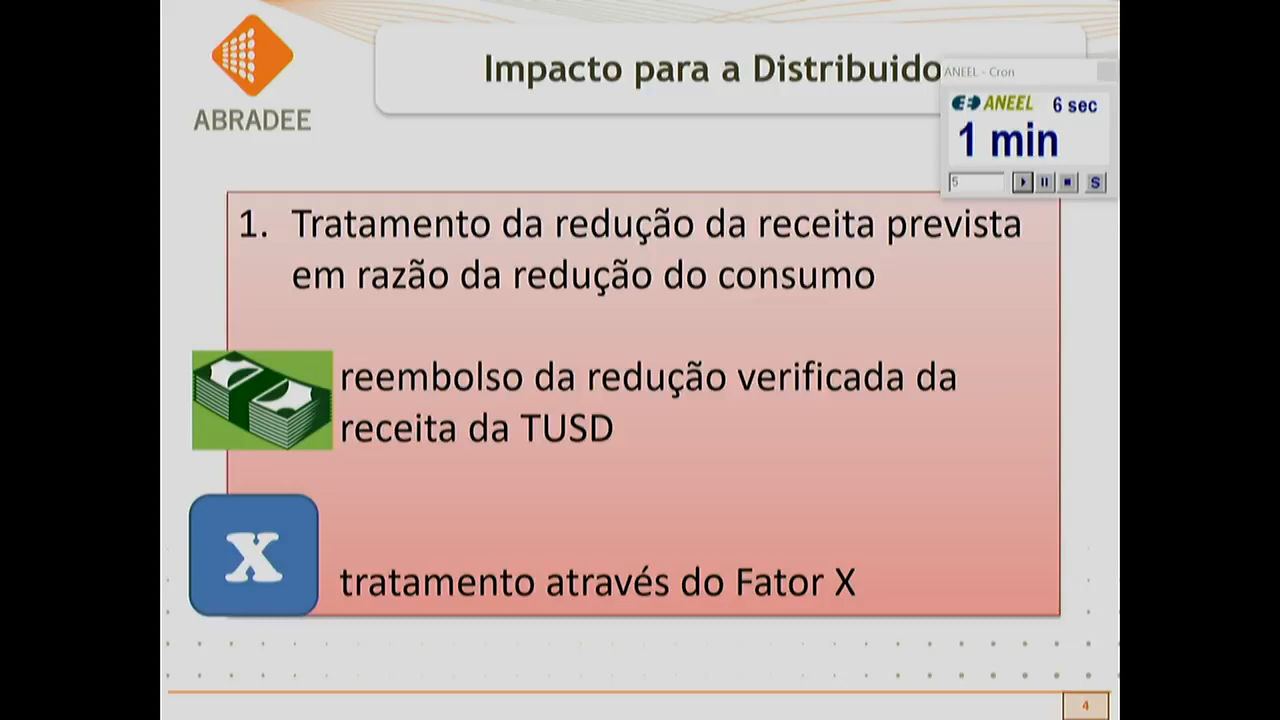 Impacto para a Distribuido
ABRADEE
ANEEL - Cron
ANEEL 6 sec
1 min
5
S
1. Tratamento da redução da receita prevista
em razão da redução do consumo
reembolso da redução verificada da
receita da TUSD
X
tratamento através do Fator X
4